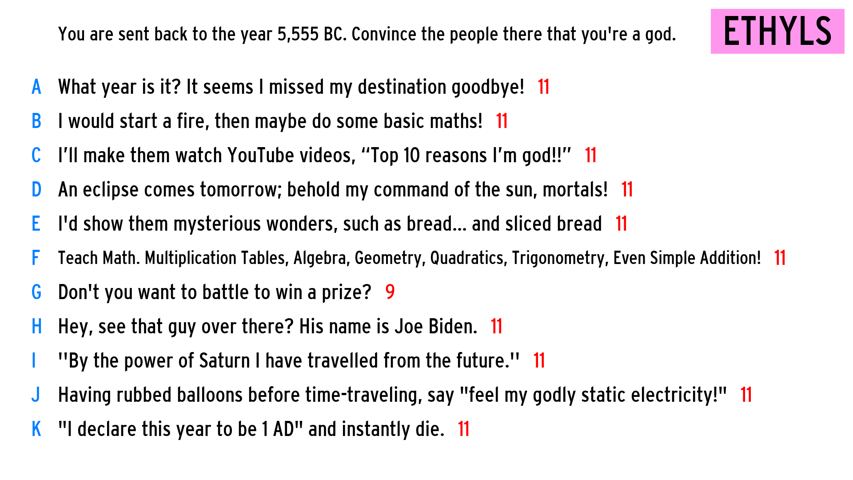 You are sent back to the year 5,555 BC. Convince the people there that you're a god.
ETHYLS
A What year is it? It seems I missed my destination goodbye! 11
B I would start a fire, then maybe do some basic maths! 11
C I’ll make them watch YouTube videos, “Top 10 reasons I’m god!!” 11
D An eclipse comes tomorrow; behold my command of the sun, mortals! 11
E I'd show them mysterious wonders, such as bread... and sliced bread 11
F Teach Math. Multiplication Tables, Algebra, Geometry, Quadratics, Trigonometry, Even Simple Addition! 11
G Don't you want to battle to win a prize? 9
H Hey, see that guy over there? His name is Joe Biden. 11
I ''By the power of Saturn I have travelled from the future.'' 11
J Having rubbed balloons before time-traveling, say "feel my godly static electricity!" 11
K "I declare this year to be 1 AD" and instantly die. 11